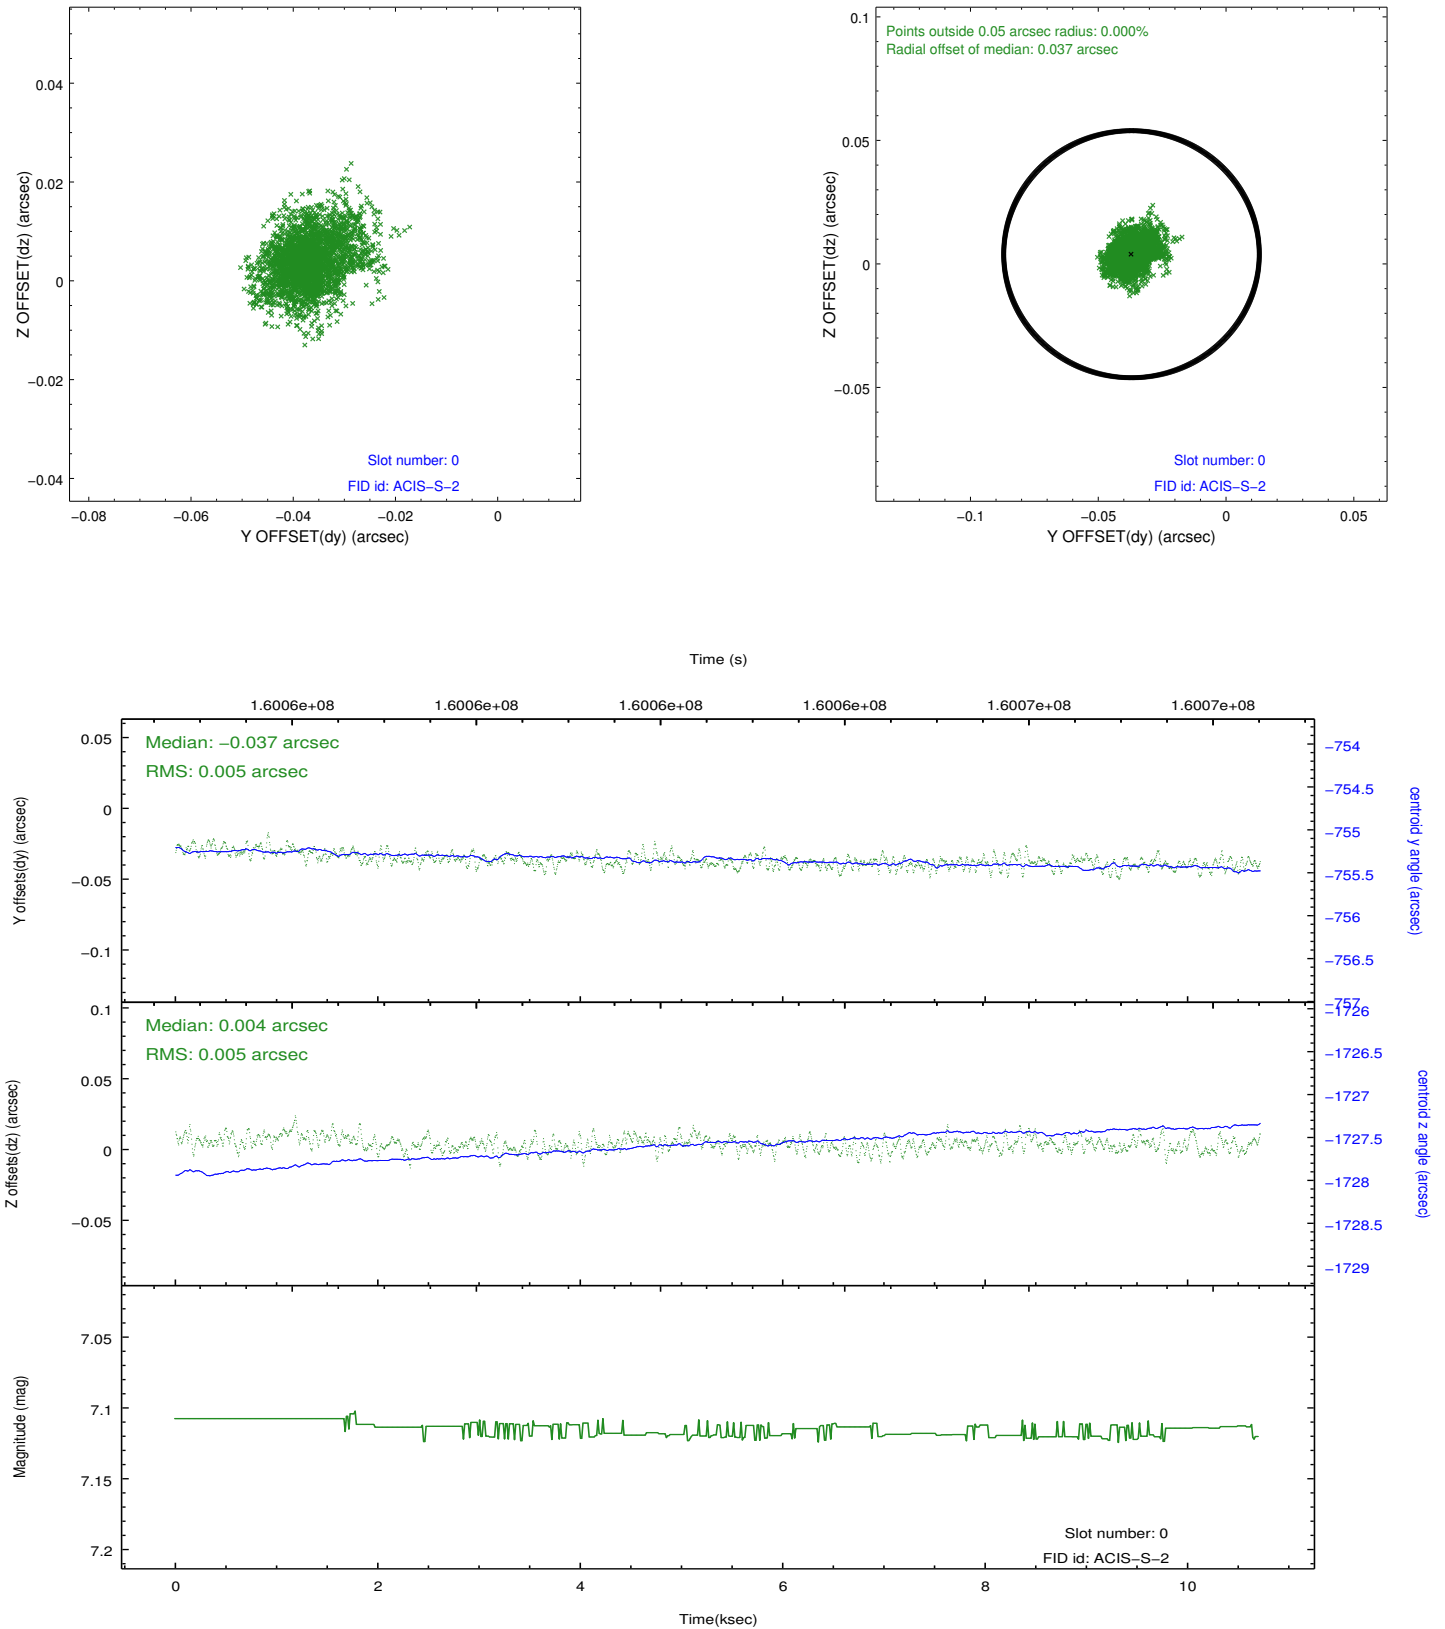 0.04
0.02
0
−0.02
−0.04
Z OFFSET(dz) (arcsec)
Slot number: 0
FID id: ACIS−S−2
−0.08 −0.06 −0.04 −0.02 0
Y OFFSET(dy) (arcsec)
0.1
0.05
0
−0.05
Z OFFSET(dz) (arcsec)
Points outside 0.05 arcsec radius: 0.000%
Radial offset of median: 0.037 arcsec
Slot number: 0
FID id: ACIS−S−2
−0.1 −0.05 0 0.05
Y OFFSET(dy) (arcsec)
Time (s)
1.6006e+08 1.6006e+08 1.6006e+08 1.6006e+08 1.6007e+08 1.6007e+08
0.05
0
−0.05
−0.1
Y offsets(dy) (arcsec)
Median: −0.037 arcsec
RMS: 0.005 arcsec
−754
−754.5
−755
−755.5
−756
−756.5
−757
centroid y angle (arcsec)
0.1
0.05
0
−0.05
Z offsets(dz) (arcsec)
Median: 0.004 arcsec
RMS: 0.005 arcsec
−1726
−1726.5
−1727
−1727.5
−1728
−1728.5
−1729
centroid z angle (arcsec)
7.05
7.1
7.15
7.2
Magnitude (mag)
Slot number: 0
FID id: ACIS−S−2
0 2 4 6 8 10
Time(ksec)